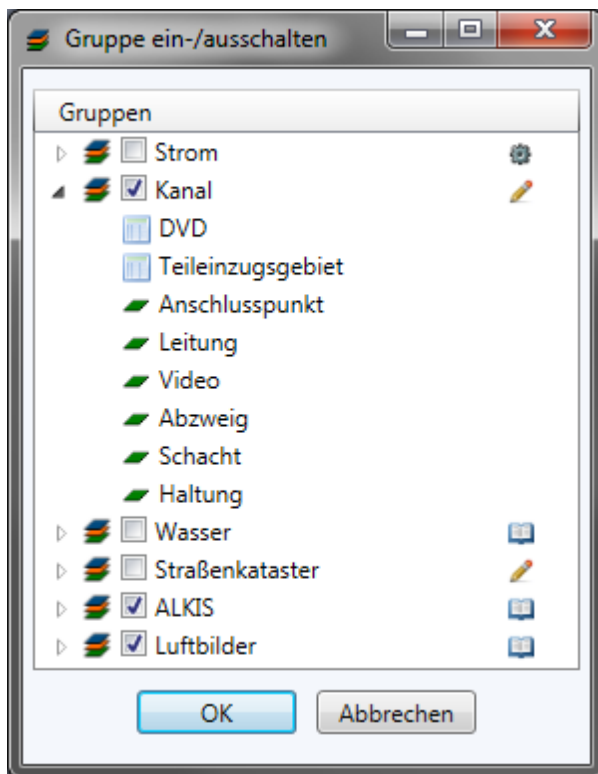 Gruppe ein-/ausschalten
Gruppen
Strom
Kanal
DVD
Teileinzugsgebiet
Anschlusspunkt
Leitung
Video
Abzweig
Schacht
Haltung
Wasser
Straßenkataster
ALKIS
Luftbilder
OK Abbrechen